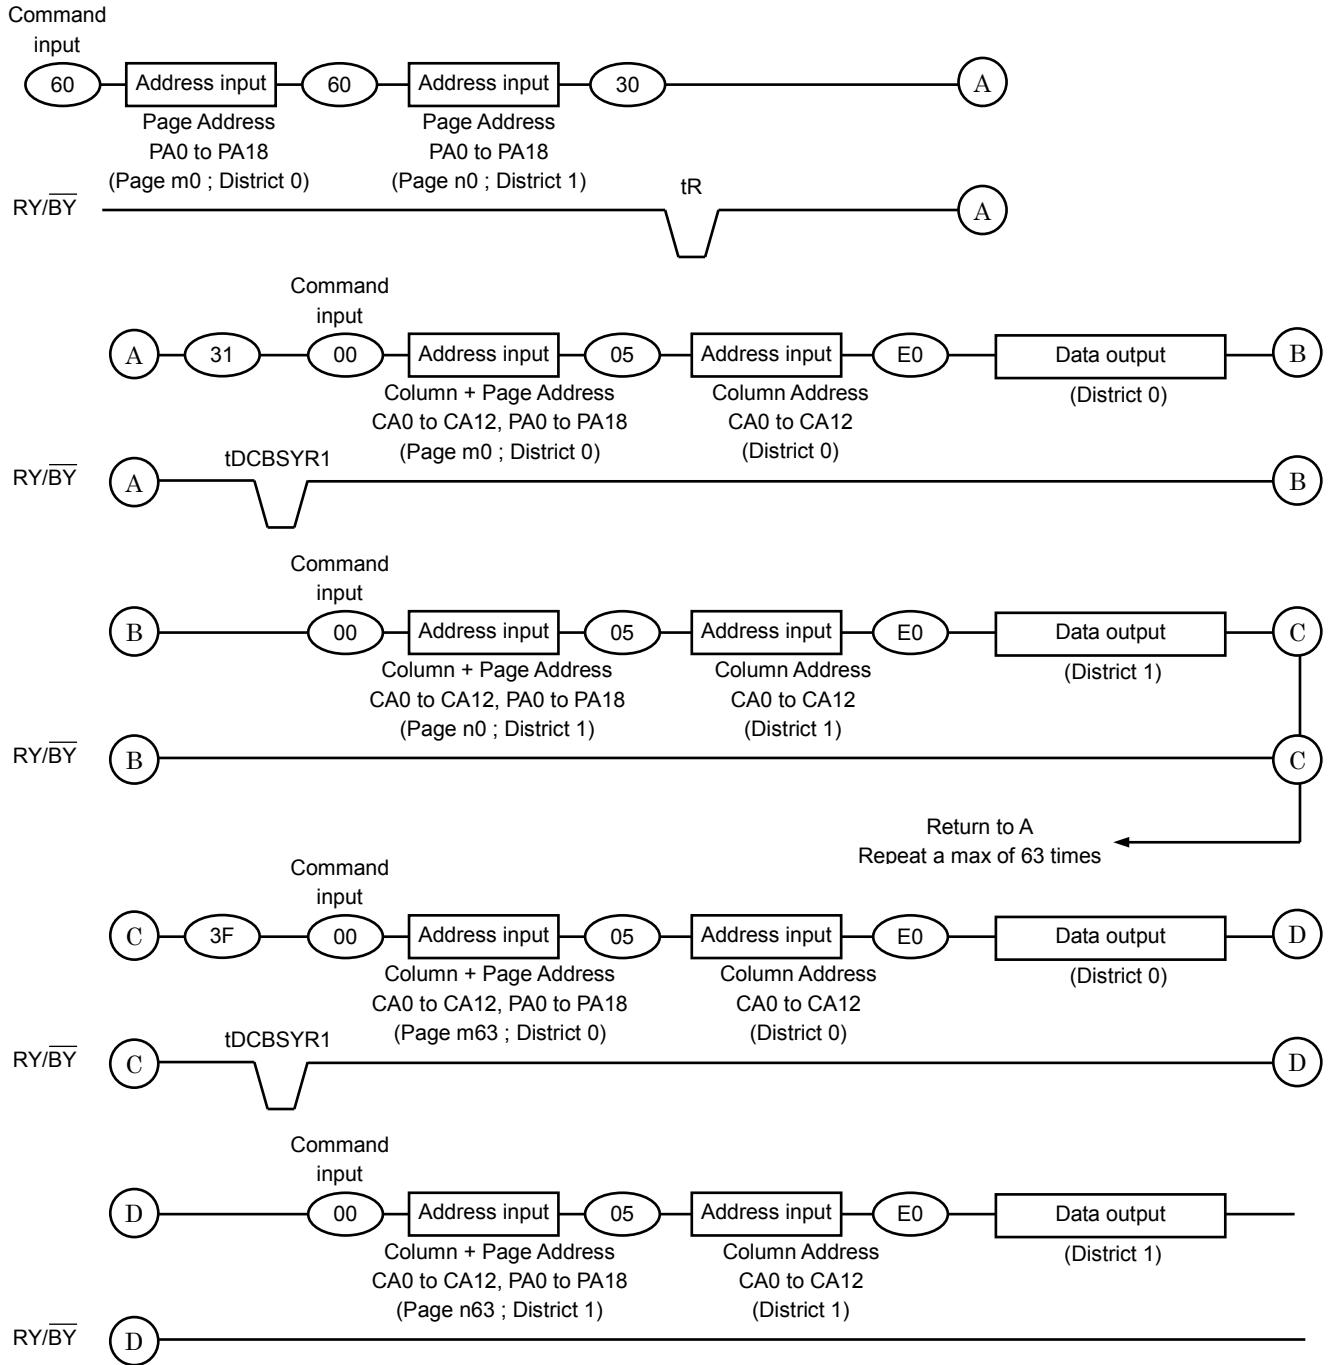 Command
input
60 Address input 60 Address input 30 A
Page Address Page Address
PA0 to PA18 PA0 to PA18
(Page m0 ; District 0) (Page n0 ; District 1)
tR
RY/BY A
Command
input
A 31 00 Address input 05 Address input E0 Data output B
Column + Page Address Column Address (District 0)
CA0 to CA12, PA0 to PA18 CA0 to CA12
(Page m0 ; District 0) (District 0)
tDCBSYR1
RY/BY A B
Command
input
B 00 Address input 05 Address input E0 Data output C
Column + Page Address Column Address (District 1)
CA0 to CA12, PA0 to PA18 CA0 to CA12
(Page n0 ; District 1) (District 1)
RY/BY B C
Return to A
Repeat a max of 63 times
Command
input
C 3F 00 Address input 05 Address input E0 Data output D
Column + Page Address Column Address (District 0)
CA0 to CA12, PA0 to PA18 CA0 to CA12
(Page m63 ; District 0) (District 0)
tDCBSYR1
RY/BY C D
Command
input
D 00 Address input 05 Address input E0 Data output
Column + Page Address Column Address (District 1)
CA0 to CA12, PA0 to PA18 CA0 to CA12
(Page n63 ; District 1) (District 1)
RY/BY D